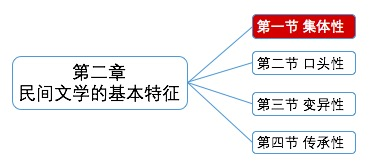 第二章
民间文学的基本特征
第一节 集体性
第二节 口头性
第三节 变异性
第四节 传承性